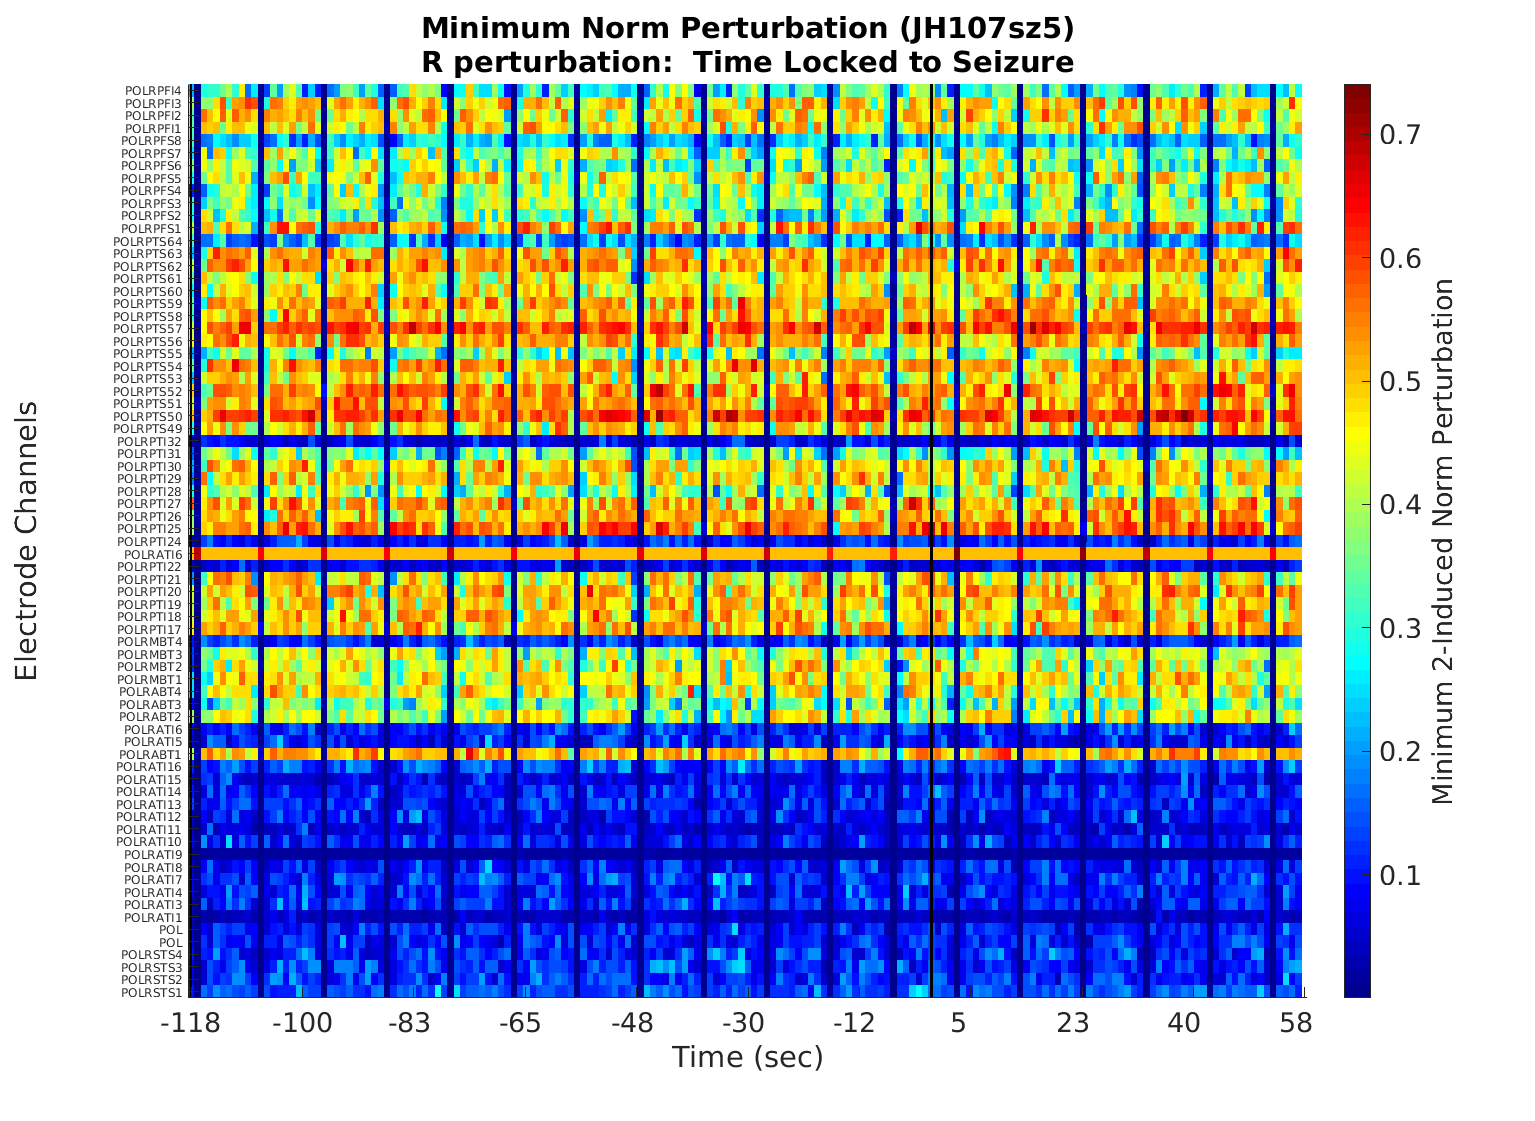 Minimum Norm Perturbation (JH107sz5)
R perturbation:  Time Locked to Seizure
Electrode Channels
POLRPFI4
POLRPFI3
POLRPFI2
POLRPFI1
POLRPFS8
POLRPFS7
POLRPFS6
POLRPFS5
POLRPFS4
POLRPFS3
POLRPFS2
POLRPFS1
POLRPTS64
POLRPTS63
POLRPTS62
POLRPTS61
POLRPTS60
POLRPTS59
POLRPTS58
POLRPTS57
POLRPTS56
POLRPTS55
POLRPTS54
POLRPTS53
POLRPTS52
POLRPTS51
POLRPTS50
POLRPTS49
POLRPTI32
POLRPTI31
POLRPTI30
POLRPTI29
POLRPTI28
POLRPTI27
POLRPTI26
POLRPTI25
POLRPTI24
POLRATI6
POLRPTI22
POLRPTI21
POLRPTI20
POLRPTI19
POLRPTI18
POLRPTI17
POLRMBT4
POLRMBT3
POLRMBT2
POLRMBT1
POLRABT4
POLRABT3
POLRABT2
POLRATI6
POLRATI5
POLRABT1
POLRATI16
POLRATI15
POLRATI14
POLRATI13
POLRATI12
POLRATI11
POLRATI10
POLRATI9
POLRATI8
POLRATI7
POLRATI4
POLRATI3
POLRATI1
POL
POL
POLRSTS4
POLRSTS3
POLRSTS2
POLRSTS1
-118 -100 -83 -65 -48 -30 -12 5 23 40 58
Time (sec)
0.7
0.6
0.5
0.4
0.3
0.2
0.1
Minimum 2-Induced Norm Perturbation